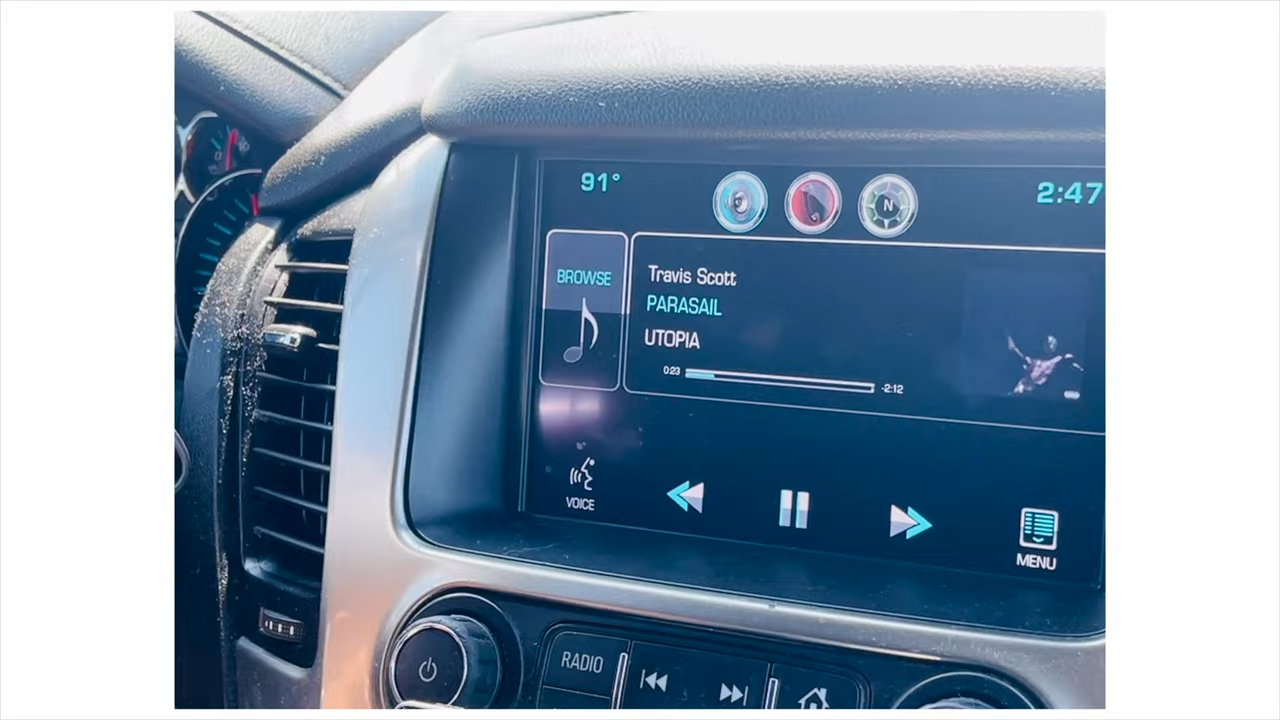 91°
N
2:47
BROWSE
Travis Scott
PARASAIL
UTOPIA
0:23
-2:12
VOICE
MENU
RADIO